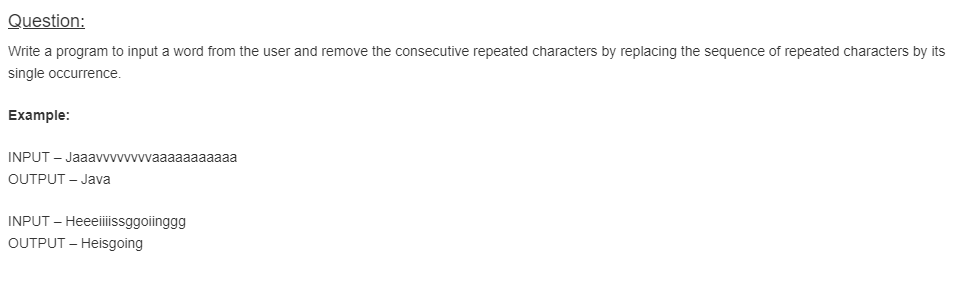 Question:
Write a program to input a word from the user and remove the consecutive repeated characters by replacing the sequence of repeated characters by its
single occurrence.
Example:
INPUT – Jaaavvvvvvvvaaaaaaaaaaa
OUTPUT – Java
INPUT – Heeeiiiissggoiinggg
OUTPUT – Heisgoing